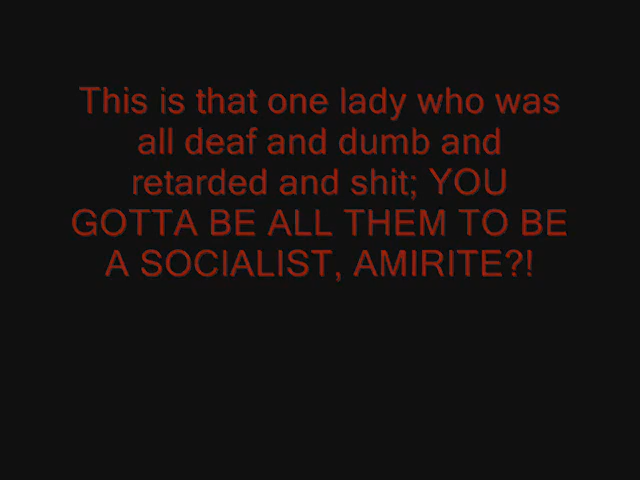 This is that one lady who was
all deaf and dumb and
retarded and shit; YOU
GOTTA BE ALL THEM TO BE
A SOCIALIST, AMIRITE?!